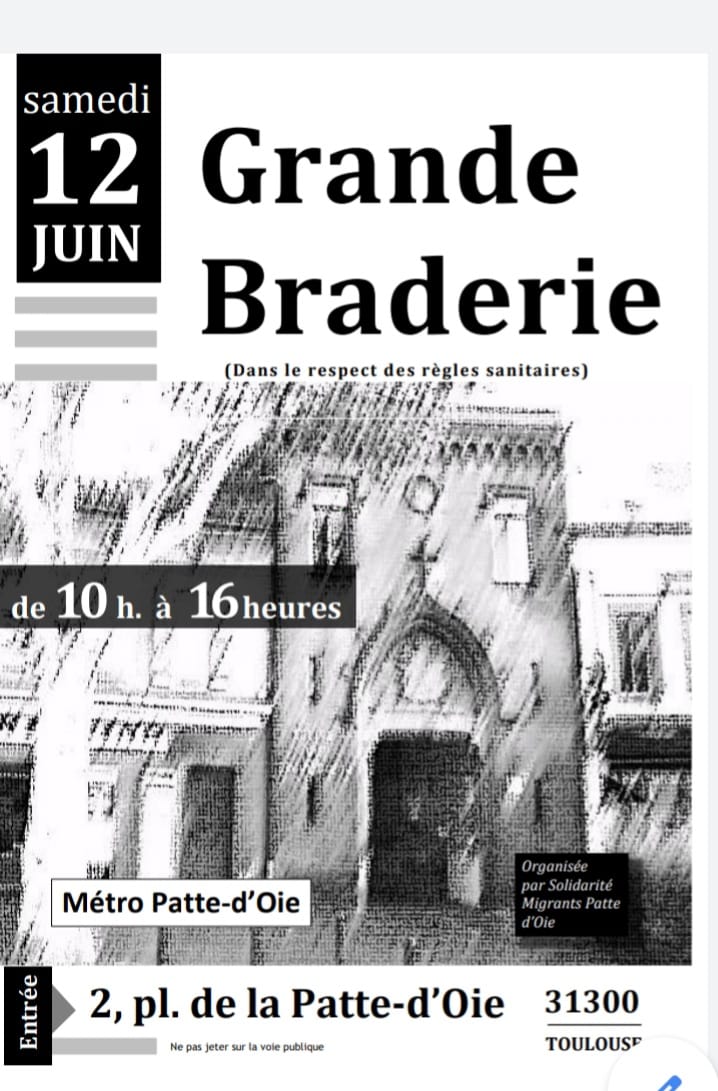 samedi
12
JUIN
Grande
Braderie
(Dans le respect des règles sanitaires)
de 10 h. à 16 heures
Métro Patte-d’Oie
Organisée
par Solidarité
Migrants Patte
d’Oie
Entrée
2, pl. de la Patte-d’Oie
31300
TOULOUSE
Ne pas jeter sur la voie publique